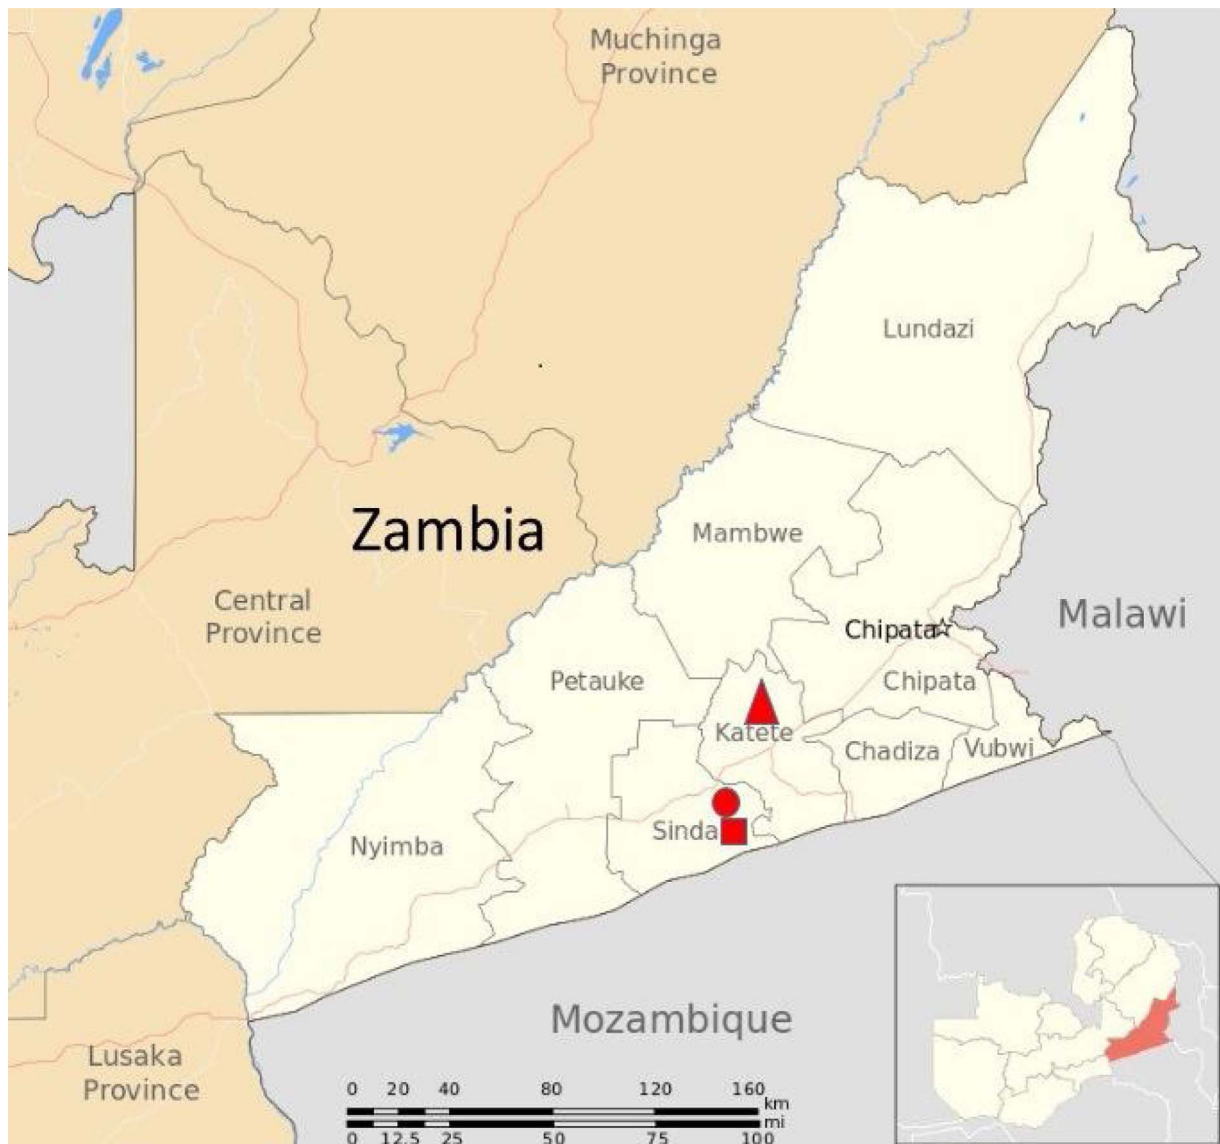 Muchinga
Province
Lundazi
Zambia
Mambwe
Central
Province
Malawi
Chipata
Petauke
Chipata
Katete
Chadiza
Vubwi
Sinda
Nyimba
Mozambique
Lusaka
Province
0 20 40 80 120 160
km
mi
0 12.5 25 50 75 100